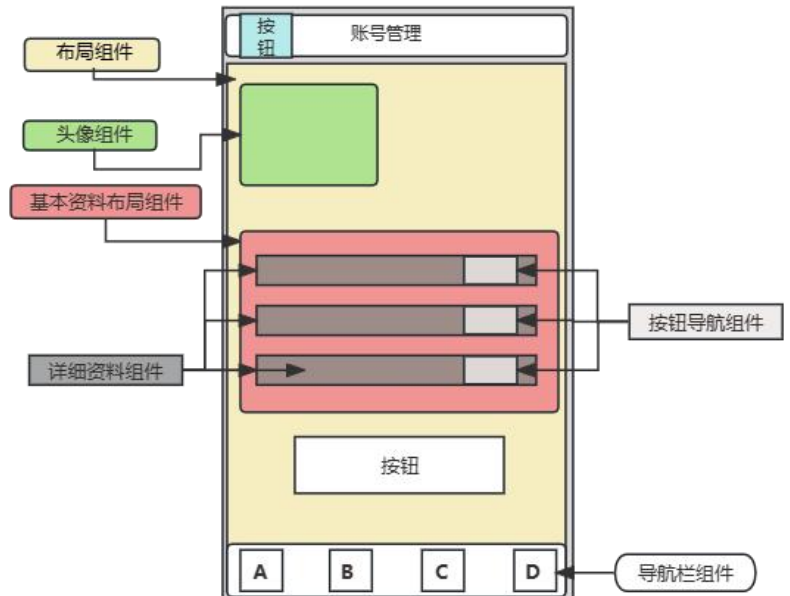 按
钮
账号管理
布局组件
头像组件
基本资料布局组件
按钮导航组件
详细资料组件
按钮
A
B
C
D
导航栏组件